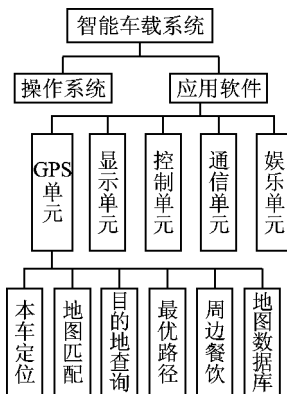 智能车载系统
操作系统
应用软件
GPS
单元
显示单元
控制单元
通信单元
娱乐单元
本车定位
地图匹配
目的地查询
最优路径
周边餐饮
地图数据库